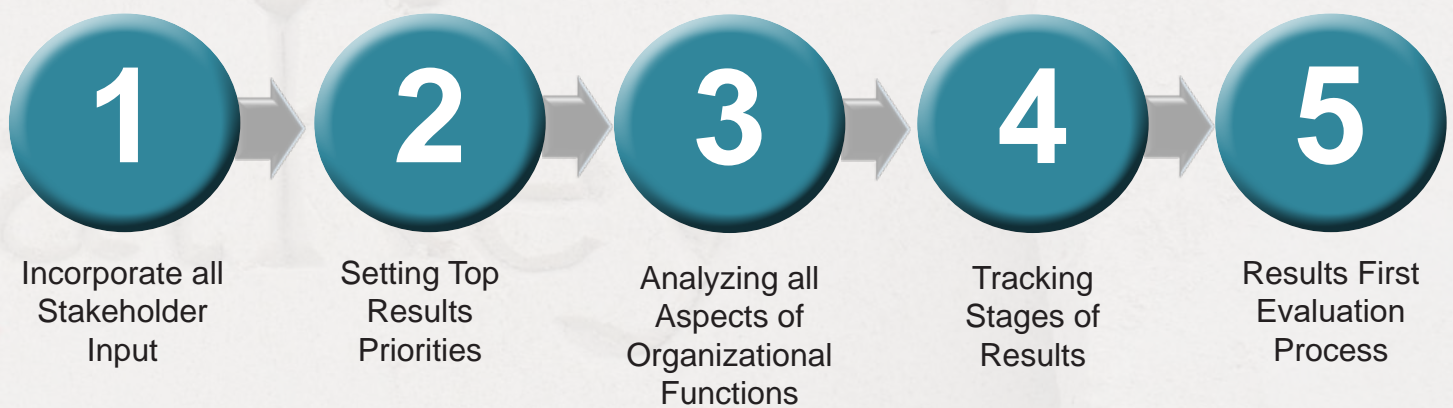 1
2
3
4
5
Incorporate all
Stakeholder
Input
Setting Top
Results
Priorities
Analyzing all
Aspects of
Organizational
Functions
Tracking
Stages of
Results
Results First
Evaluation
Process